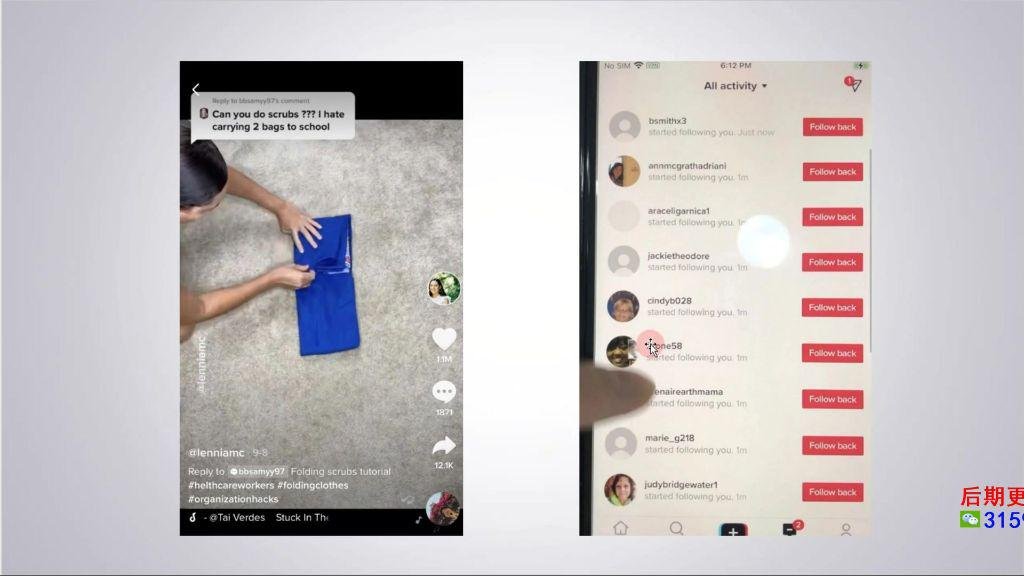 Reply to bbsamyy97's comment
Can you do scrubs ??? I hate
carrying 2 bags to school
@lenniamc
1.1M
1871
12.1K
@lenniamc · 9-8
Reply to bbsamyy97 Folding scrubs tutorial
#helthcareworkers #foldingclothes
#organizationhacks
- @Tai Verdes Stuck In The
No SIM VPN 6:12 PM
All activity
1
bsmithx3
started following you. Just now
Follow back
annmcgrathadriani
started following you. 1m
Follow back
araceligarnica1
started following you. 1m
Follow back
jackietheodore
started following you. 1m
Follow back
cindyb028
started following you. 1m
Follow back
one58
started following you. 1m
Follow back
enairearthmama
started following you. 1m
Follow back
marie_g218
started following you. 1m
Follow back
judybridgewater1
started following you. 1m
Follow back
2
后期更
315